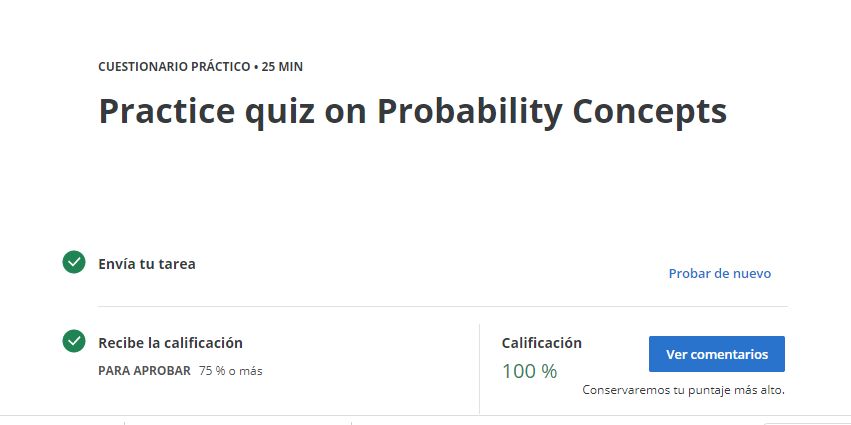 CUESTIONARIO PRÁCTICO • 25 MIN
Practice quiz on Probability Concepts
Envía tu tarea
Probar de nuevo
Recibe la calificación
PARA APROBAR 75 % o más
Calificación
100 %
Ver comentarios
Conservaremos tu puntaje más alto.